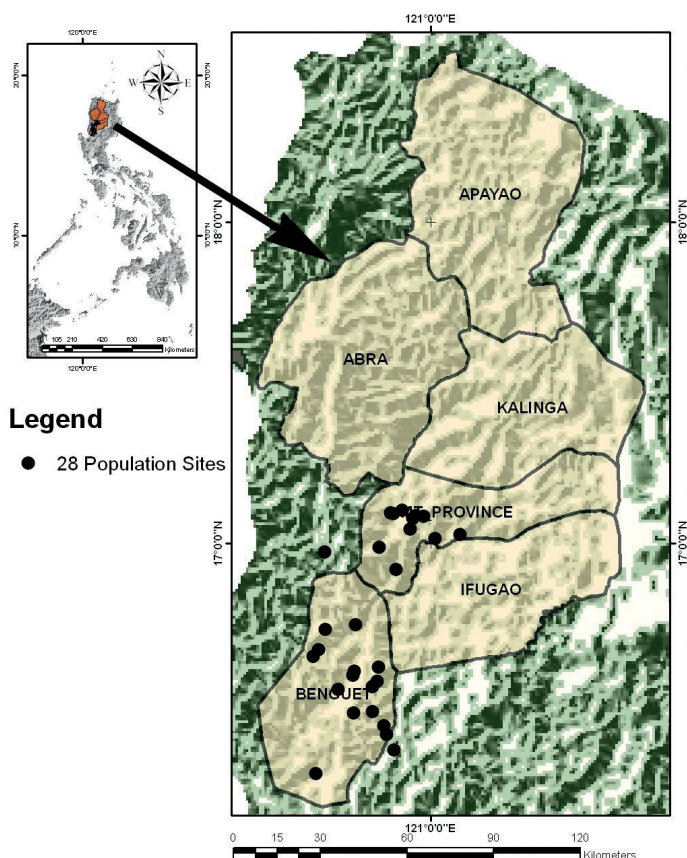 121°0'0"E
120°0'0"E
20°0'0"N
20°0'0"N
N
W
E
S
10°0'0"N
10°0'0"N
0 105 210 420 630 840
Kilometers
120°0'0"E
APAYAO
18°0'0"N
18°0'0"N
ABRA
KALINGA
Legend
28 Population Sites
PROVINCE
17°0'0"N
17°0'0"N
IFUGAO
BENGUET
121°0'0"E
0 15 30 60 90 120
Kilometers